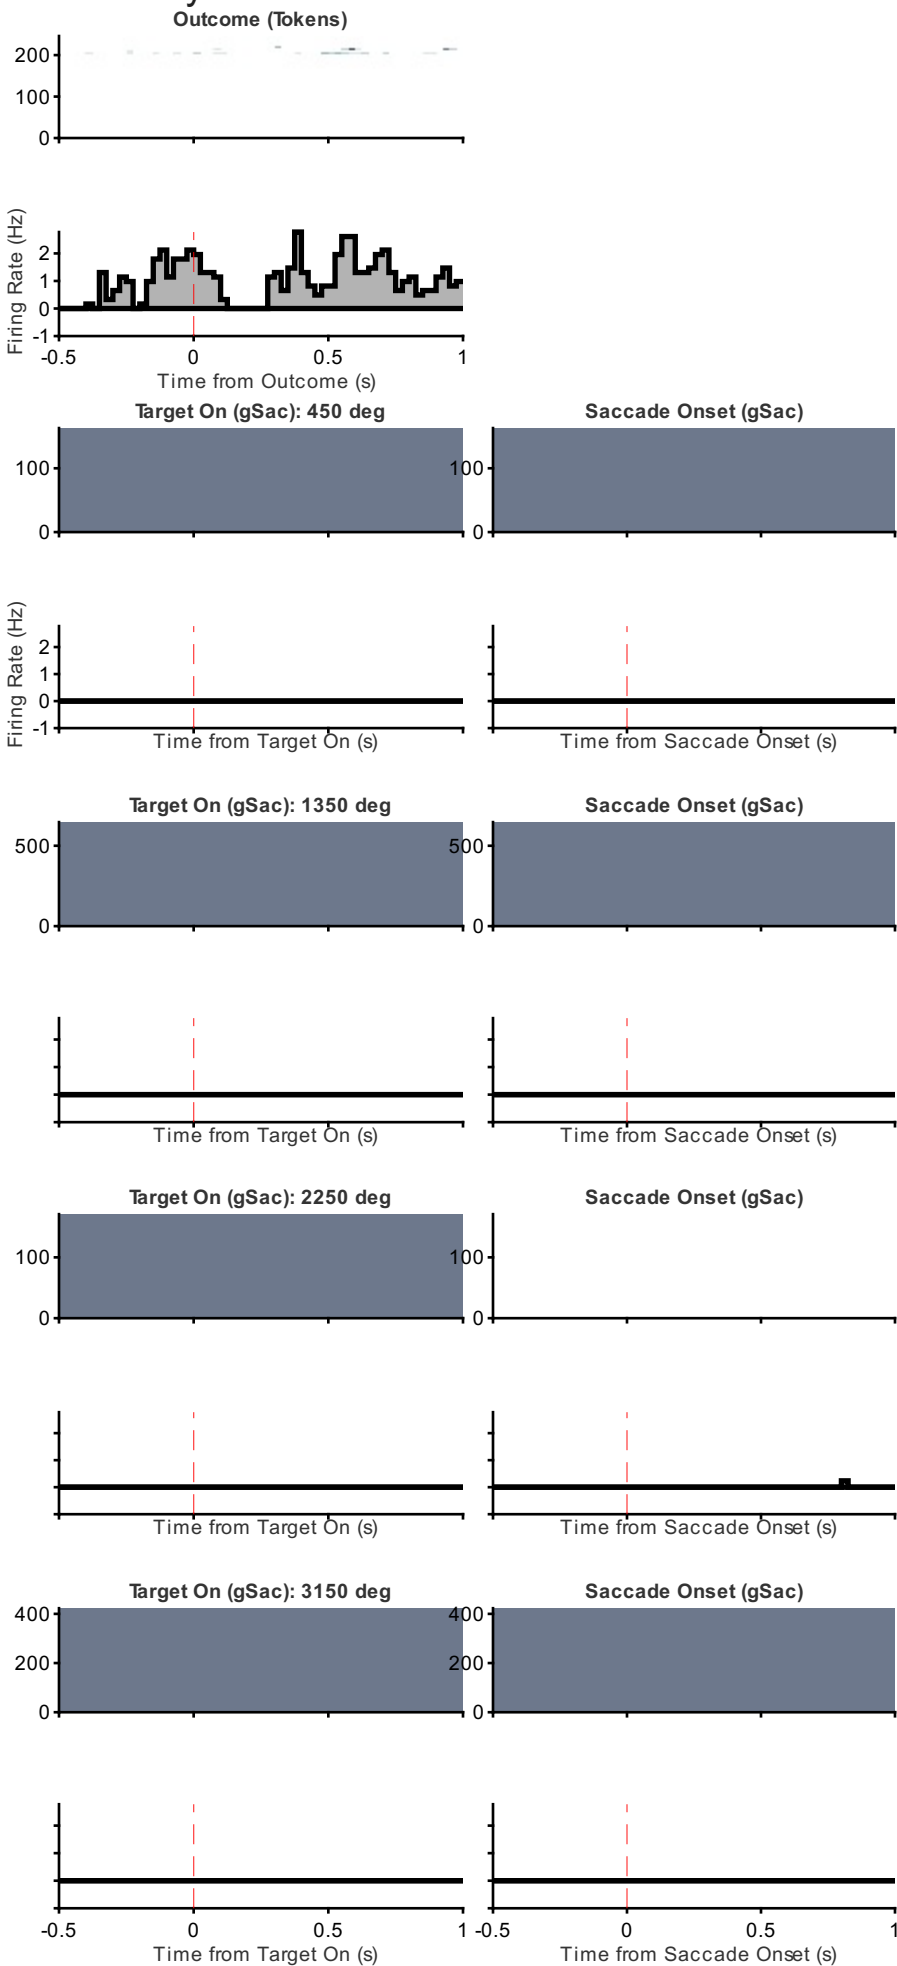 Outcome (Tokens)
200
100
0
Firing Rate (Hz)
2
1
0
-1
-0.5 0 0.5 1
Time from Outcome (s)
Target On (gSac): 450 deg Saccade Onset (gSac)
100 100
0 0
Firing Rate (Hz)
2
1
0
-1
Time from Target On (s) Time from Saccade Onset (s)
Target On (gSac): 1350 deg Saccade Onset (gSac)
500 500
0 0
Time from Target On (s) Time from Saccade Onset (s)
Target On (gSac): 2250 deg Saccade Onset (gSac)
100 100
0 0
Time from Target On (s) Time from Saccade Onset (s)
Target On (gSac): 3150 deg Saccade Onset (gSac)
400 400
200 200
0 0
-0.5 0 0.5 1 -0.5 0 0.5 1
Time from Target On (s) Time from Saccade Onset (s)